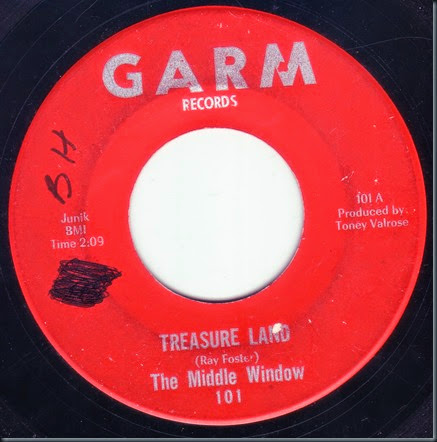 GARM
RECORDS
BH
Junik
BMI
Time 2:09
101 A
Produced by
Toney Valrose
TREASURE LAND
(Ray Foster)
The Middle Window
101